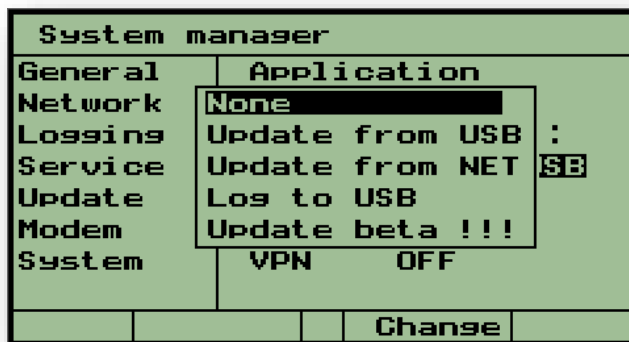 System manager
General
Application
Network
None
Logging
Update from USB :
Service
Update from NET SB
Update
Log to USB
Modem
Update beta !!!
System
VPN OFF
Change